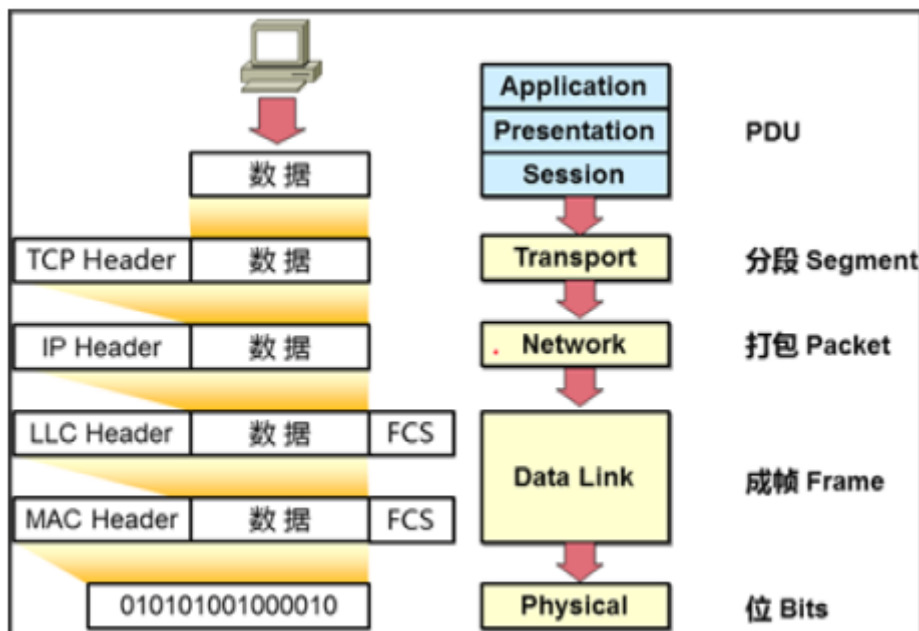 Application
Presentation
PDU
数据
Session
TCP Header
数据
Transport
分段 Segment
IP Header
数据
Network
打包 Packet
LLC Header
数据
FCS
Data Link
成帧 Frame
MAC Header
数据
FCS
010101001000010
Physical
位 Bits